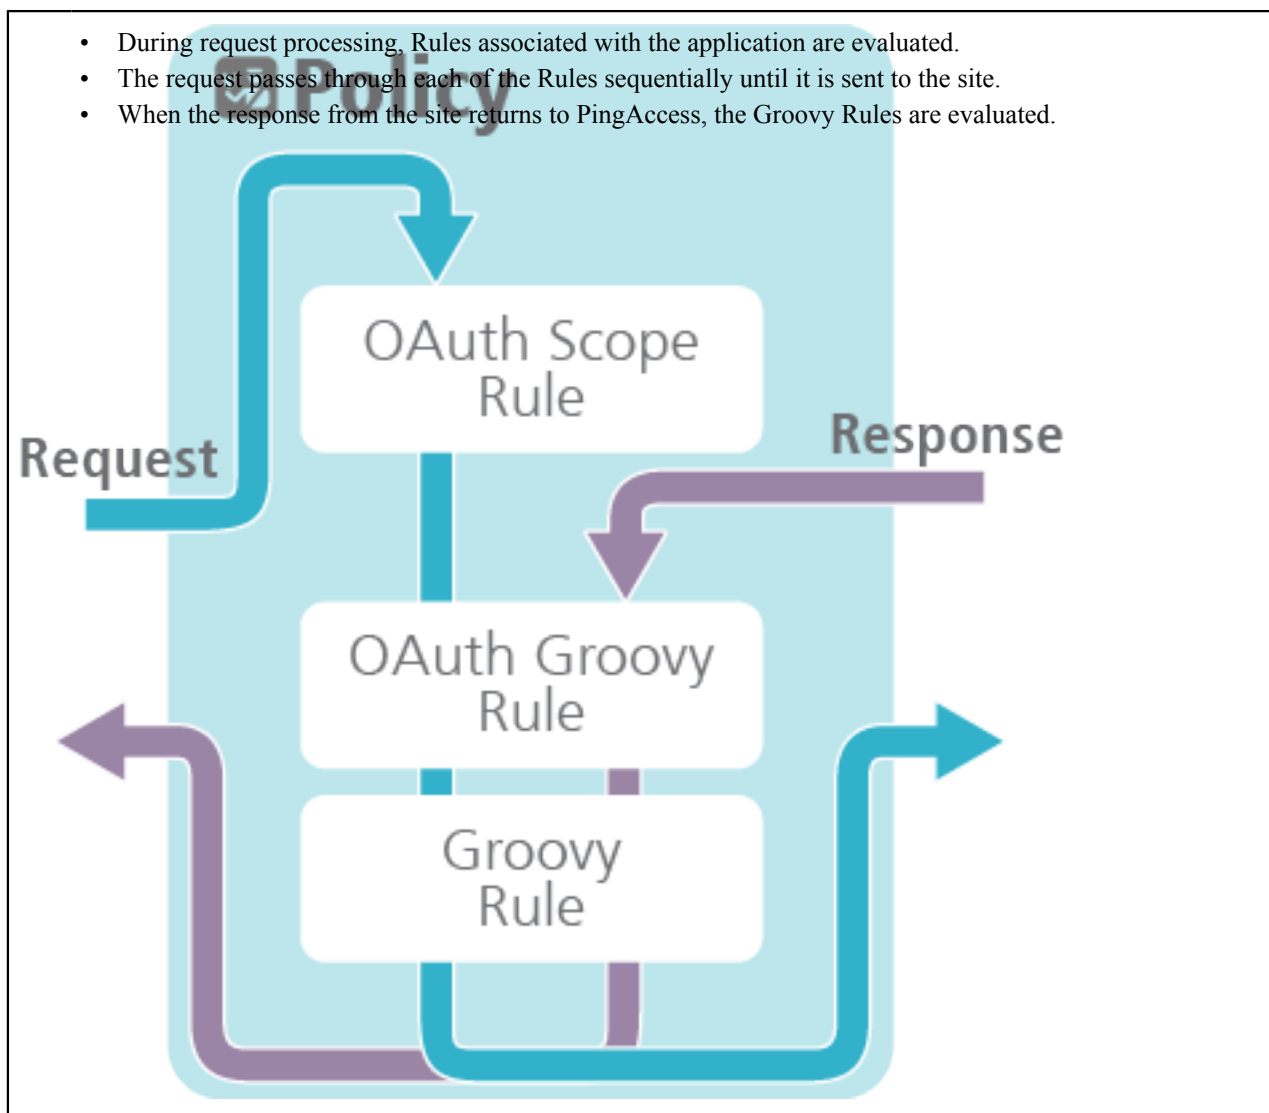 • During request processing, Rules associated with the application are evaluated.
• The request passes through each of the Rules sequentially until it is sent to the site.
• When the response from the site returns to PingAccess, the Groovy Rules are evaluated.
Policy
OAuth Scope
Rule
Request
Response
OAuth Groovy
Rule
Groovy
Rule